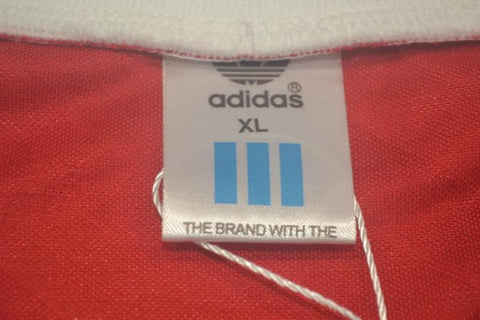 adidas®
XL
THE BRAND WITH THE